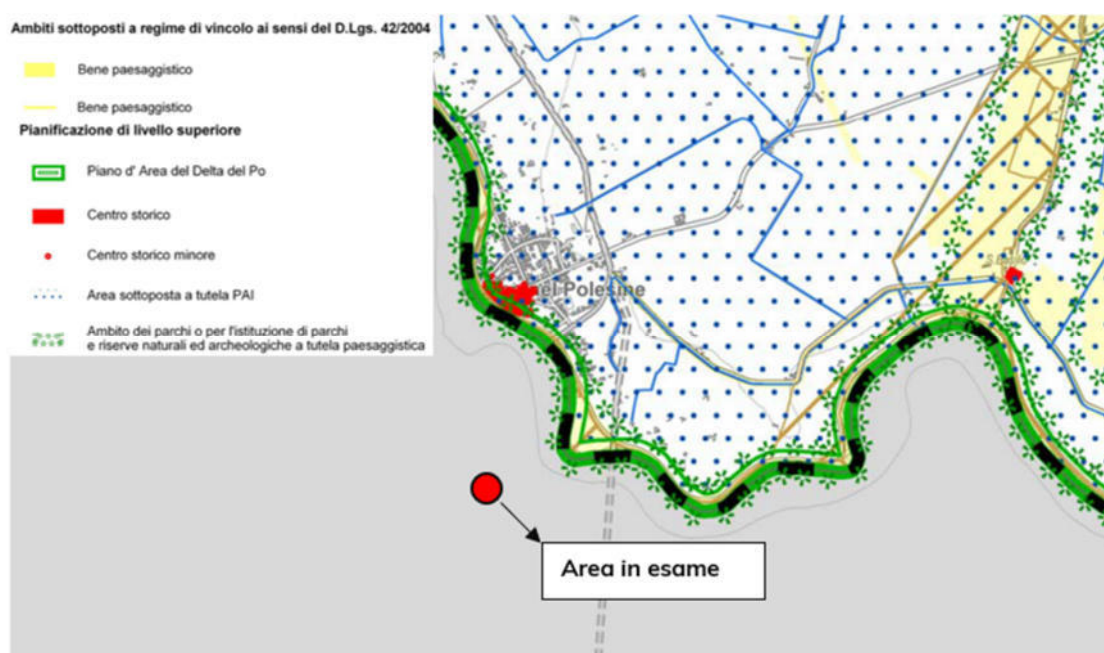 Ambiti sottoposti a regime di vincolo ai sensi del D.Lgs. 42/2004
Bene paesaggistico
Bene paesaggistico
Pianificazione di livello superiore
Piano d' Area del Delta del Po
Centro storico
Centro storico minore
Area sottoposta a tutela PAI
Ambito dei parchi o per l'istituzione di parchi
e riserve naturali ed archeologiche a tutela paesaggistica
el Polesine
Area in esame